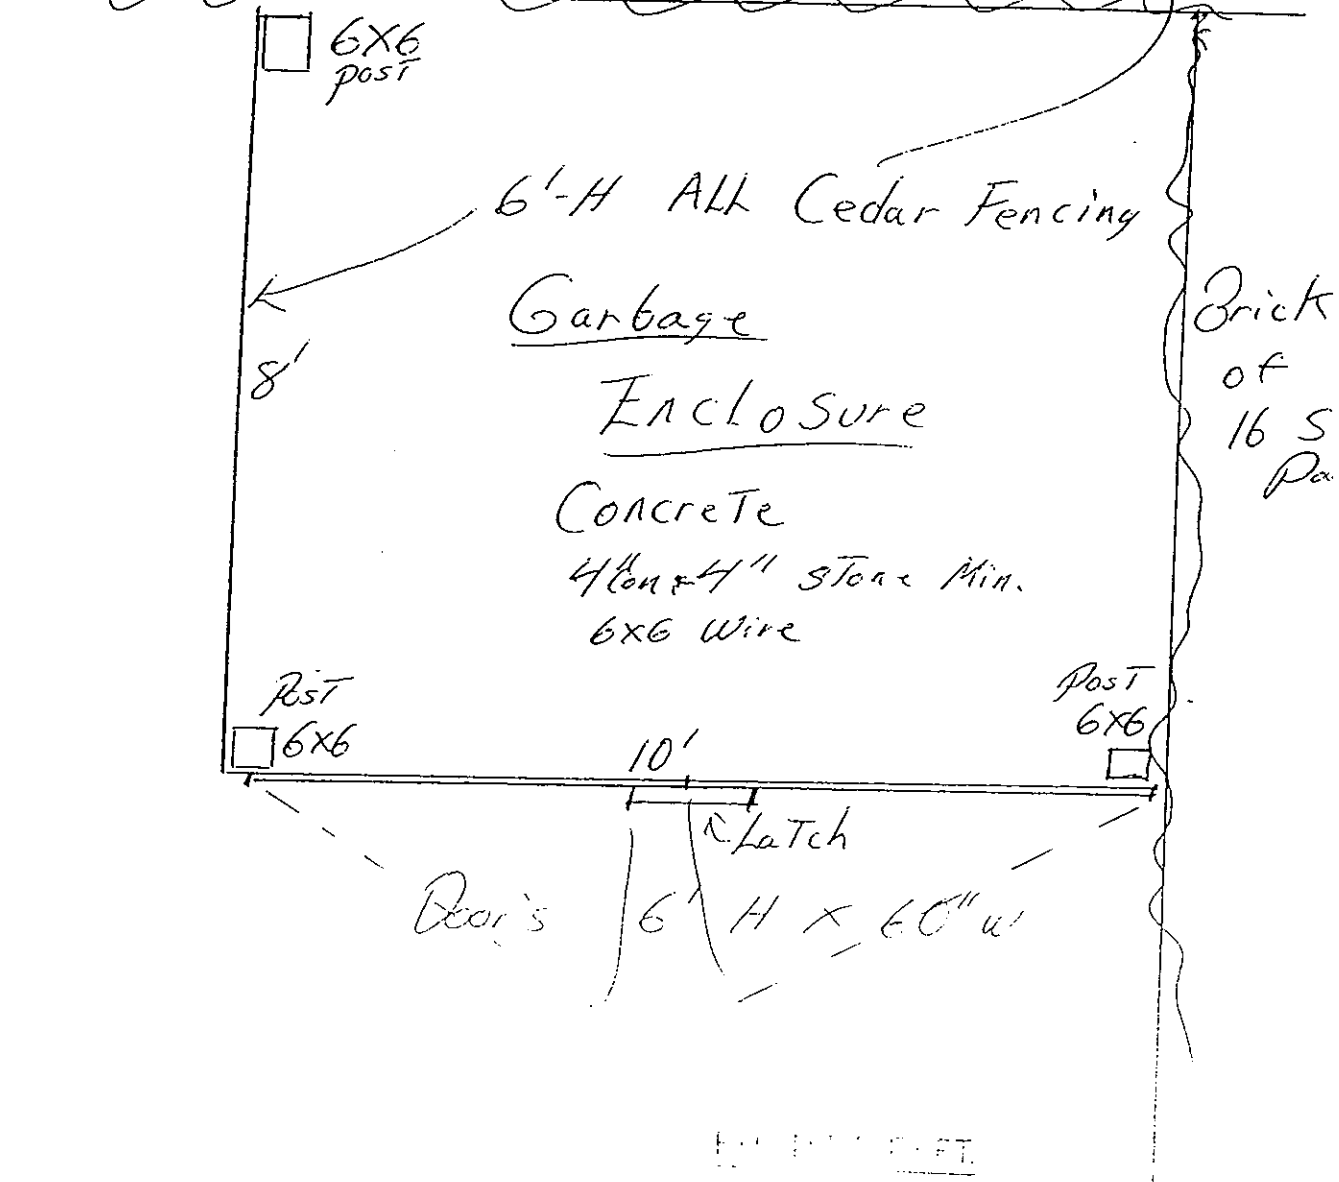 6X6
post
6'-H ALL Cedar Fencing
Garbage
Enclosure
8'
Brick
of
16 S
Concrete
4" on 4" stone Min.
6x6 Wire
Post
6x6
Post
6x6
10'
Latch
Door's 6' H x 60" w